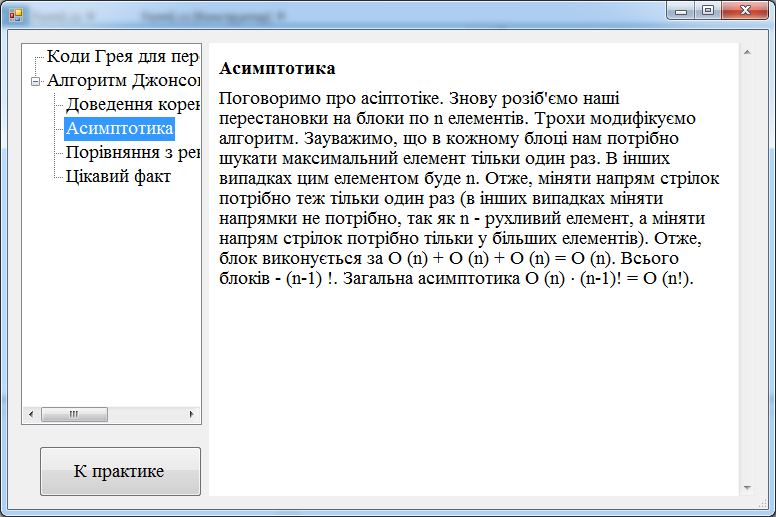 Коди Грея для пер
Алгоритм Джонсо
Доведення корен
Асимптотика
Порівняння з рек
Цікавий факт
К практике
Асимптотика
Поговоримо про асіптотіке. Знову розіб'ємо наші
перестановки на блоки по n елементів. Трохи модифікуємо
алгоритм. Зауважимо, що в кожному блоці нам потрібно
шукати максимальний елемент тільки один раз. В інших
випадках цим елементом буде n. Отже, міняти напрям стрілок
потрібно теж тільки один раз (в інших випадках міняти
напрямки не потрібно, так як n - рухливий елемент, а міняти
напрям стрілок потрібно тільки у більших елементів). Отже,
блок виконується за O (n) + O (n) + O (n) = O (n). Всього
блоків - (n-1) !. Загальна асимптотика O (n) · (n-1)! = O (n!).